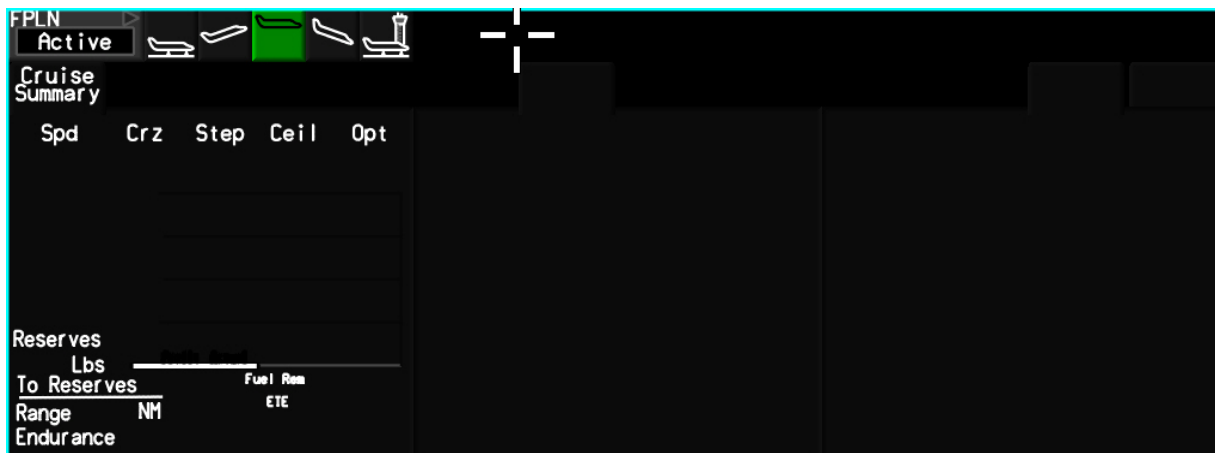 FPLN
Active
Cruise
Summary
Spd Crz Step Ceil Opt
Reserves
Lbs
To Reserves
Fuel Rem
Range NM
ETE
Endurance